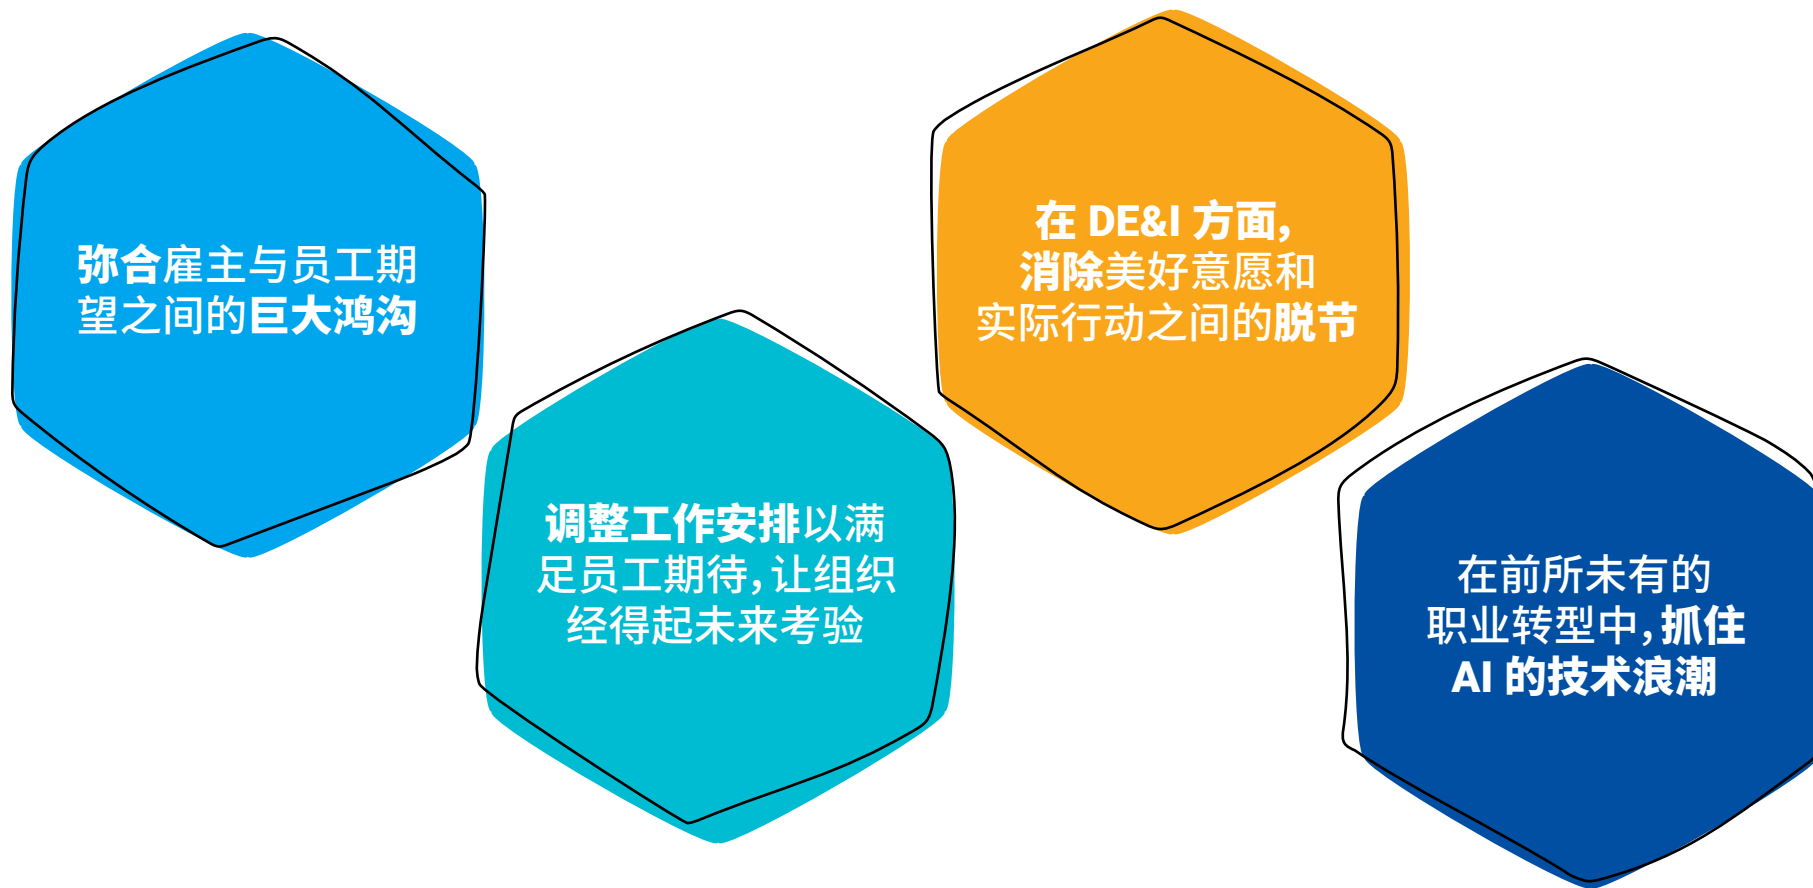 弥合雇主与员工期
望之间的巨大鸿沟
调整工作安排以满
足员工期待，让组织
经得起未来考验
在 DE&I 方面，
消除美好意愿和
实际行动之间的脱节
在前所未有的
职业转型中，抓住
AI 的技术浪潮